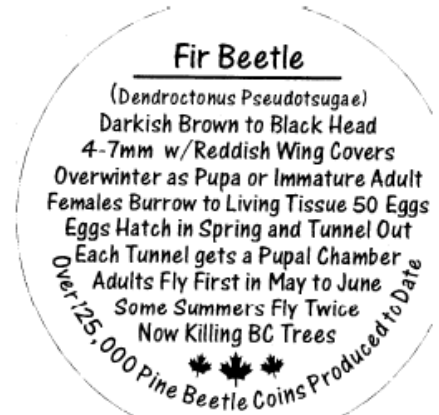 Fir Beetle
(Dendroctonus Pseudotsugae)
Darkish Brown to Black Head
4-7mm w/Reddish Wing Covers
Overwinter as Pupa or Immature Adult
Females Burrow to Living Tissue 50 Eggs
Eggs Hatch in Spring and Tunnel Out
Each Tunnel gets a Pupal Chamber
Adults Fly First in May to June
Some Summers Fly Twice
Now Killing BC Trees
Over 125,000 Pine Beetle Coins Produced to Date